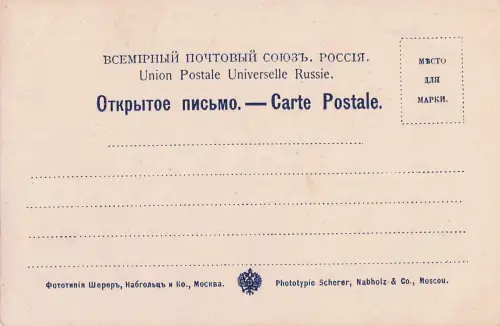 ВСЕМІРНЫЙ ПОЧТОВЫЙ СОЮЗЪ. РОССІЯ.
Union Postale Universelle Russie.
Открытое письмо. — Carte Postale.
МѢСТО
ДЛЯ
МАРКИ.
Фототипія Шереръ, Набгольцъ и Ко., Москва.
Phototypie Scherer, Nabholz & Co., Moscou.